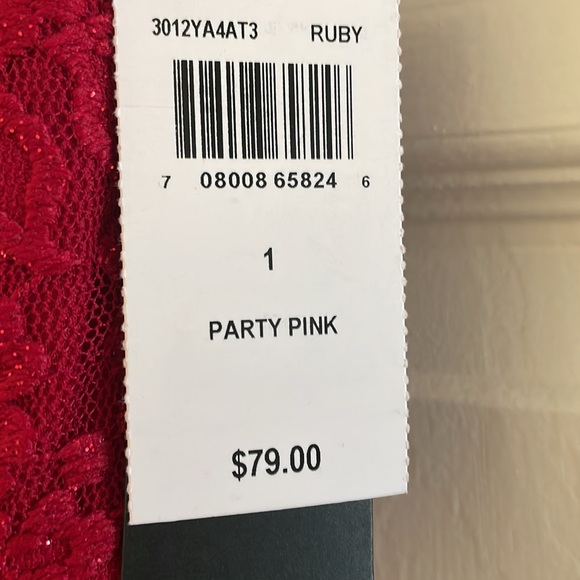 3012YA4AT3 RUBY
7 08008 65824 6
1
PARTY PINK
$79.00